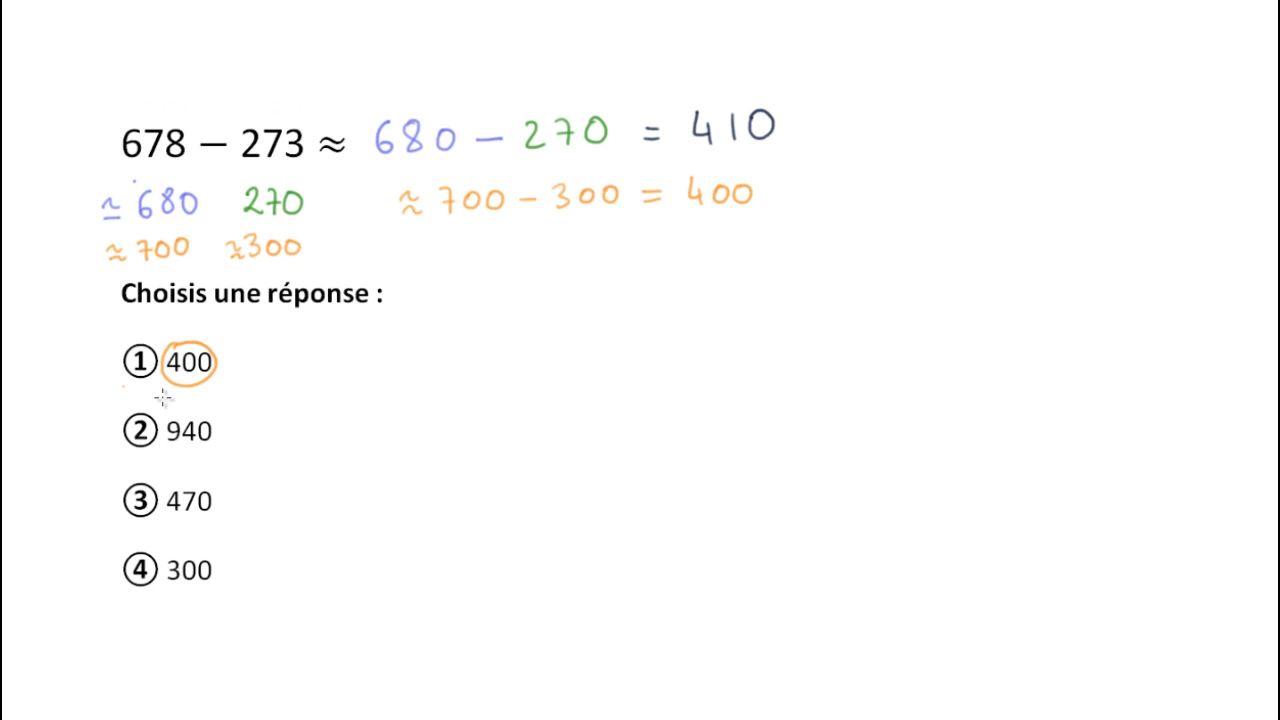 678 − 273 ≈ 680 − 270 = 410
≃ 680 270 ≈ 700 − 300 = 400
≈ 700 ≈ 300
Choisis une réponse :
① 400
② 940
③ 470
④ 300